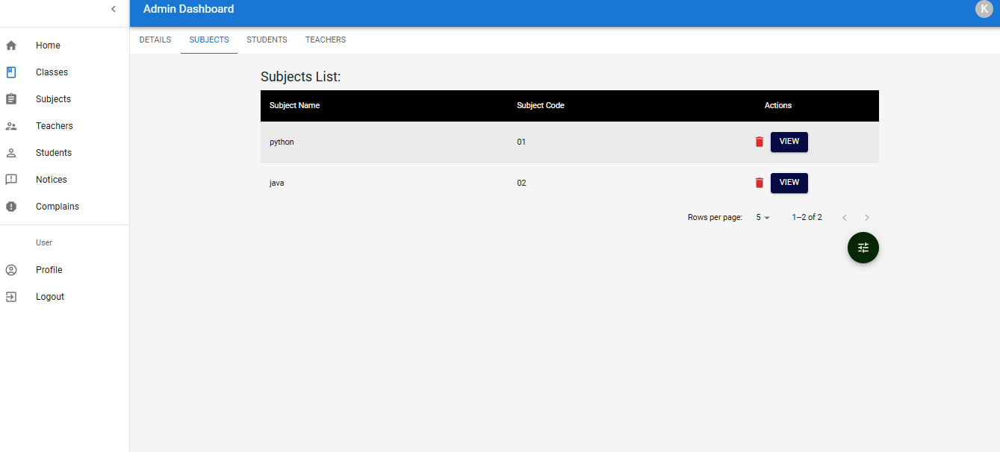 Admin Dashboard
K
DETAILS SUBJECTS STUDENTS TEACHERS
Home
Classes
Subjects
Teachers
Students
Notices
Complains
User
Profile
Logout
Subjects List:
Subject Name Subject Code Actions
python 01 VIEW
java 02 VIEW
Rows per page: 5 1–2 of 2